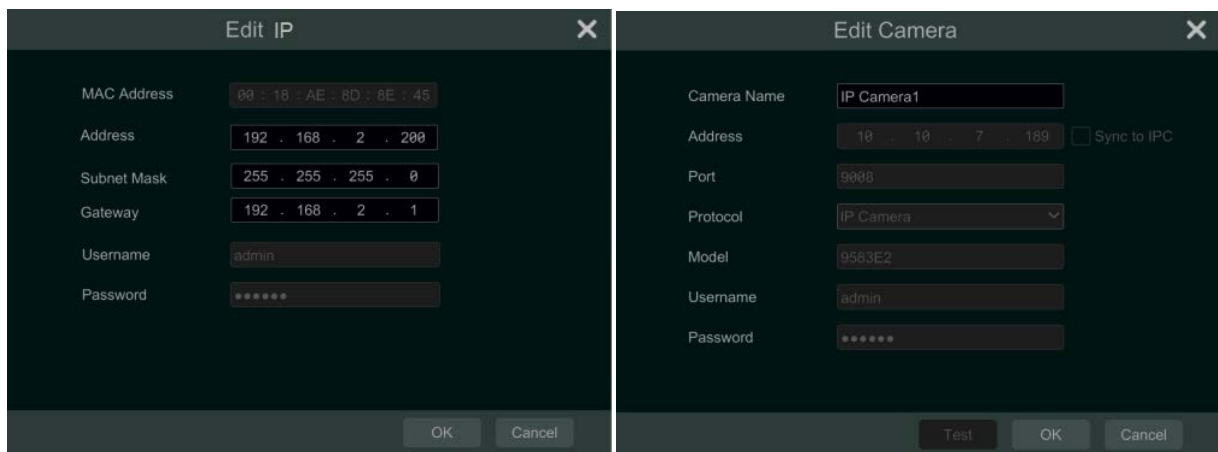 Edit IP
MAC Address 00 : 18 : AE : 8D : 8E : 45
Address 192 . 168 . 2 . 200
Subnet Mask 255 . 255 . 255 . 0
Gateway 192 . 168 . 2 . 1
Username admin
Password ●●●●●●
OK Cancel
Edit Camera
Camera Name IP Camera1
Address 10 . 10 . 7 . 189 Sync to IPC
Port 9008
Protocol IP Camera
Model 9583E2
Username admin
Password ●●●●●●
Test OK Cancel